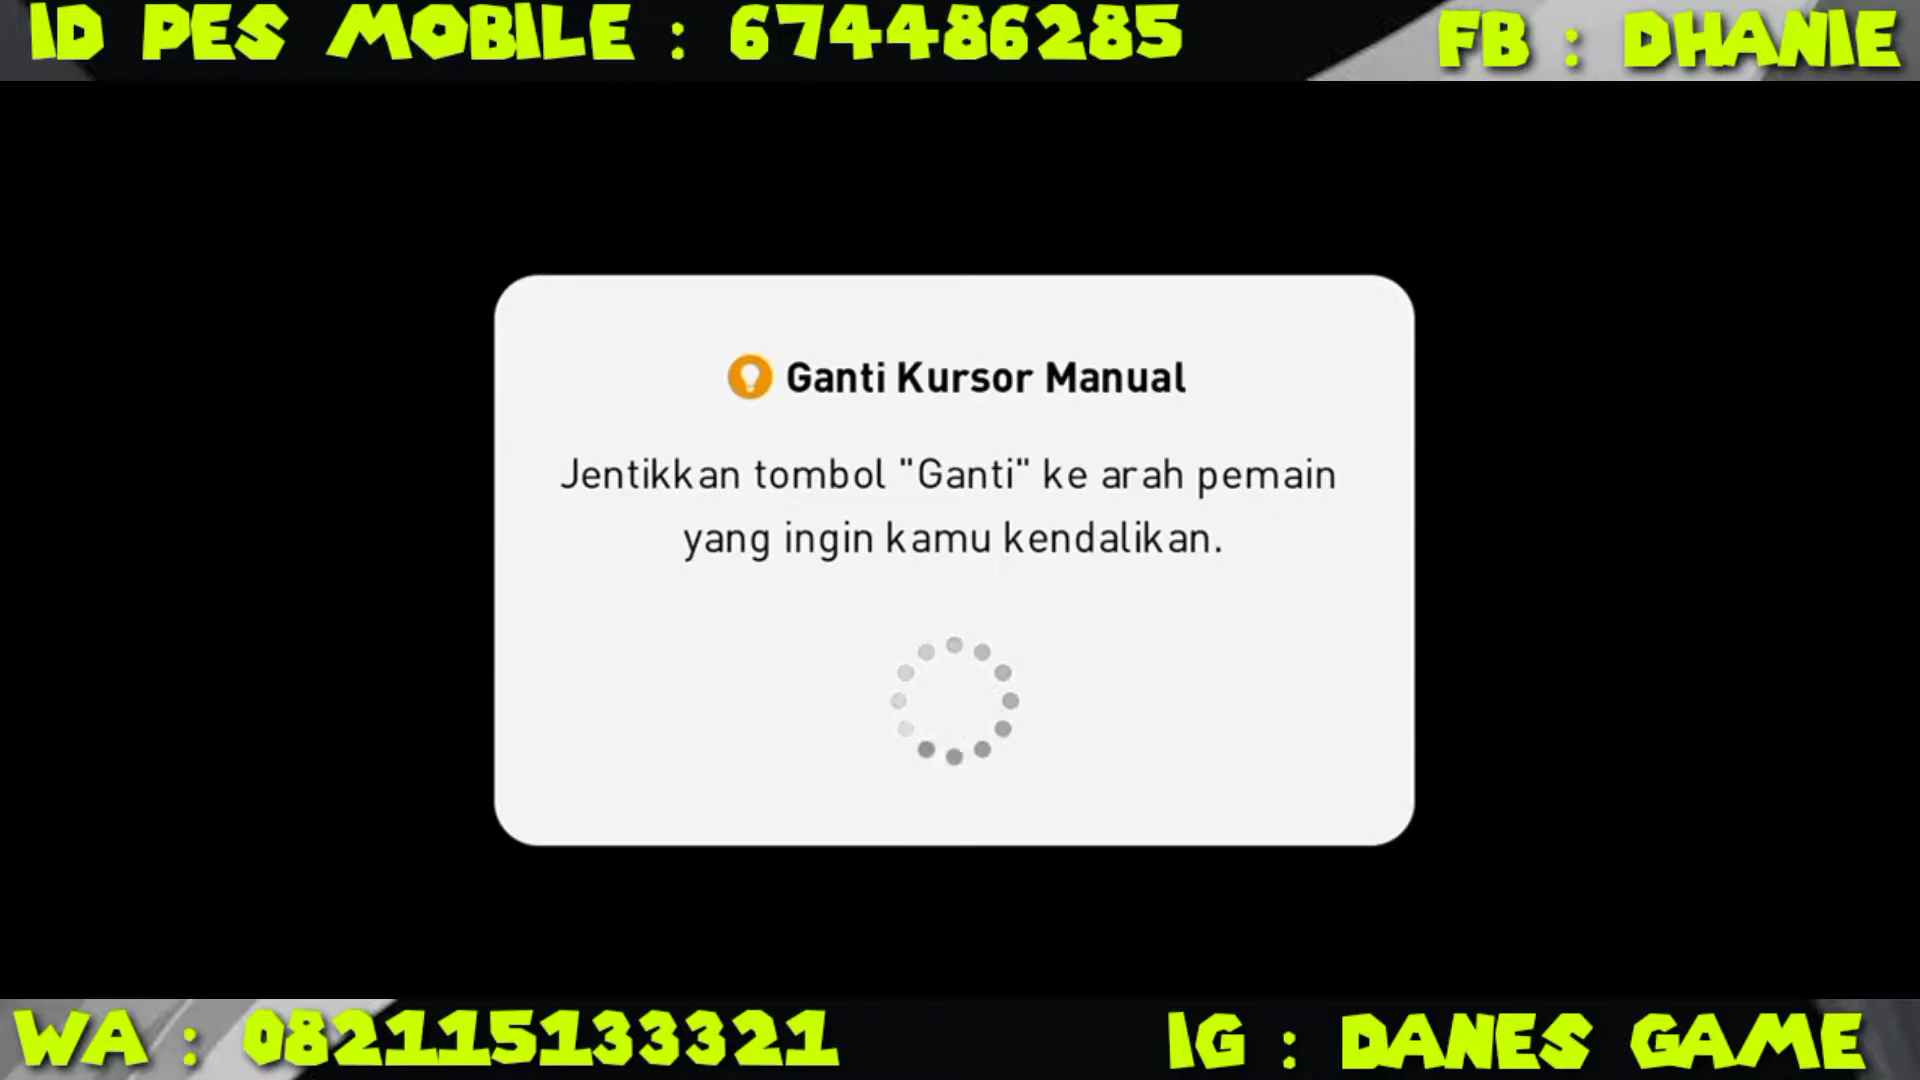 ID PES MOBILE : 674486285
FB : DHANIE
Ganti Kursor Manual
Jentikkan tombol "Ganti" ke arah pemain
yang ingin kamu kendalikan.
WA : 082115133321
IG : DANES GAME